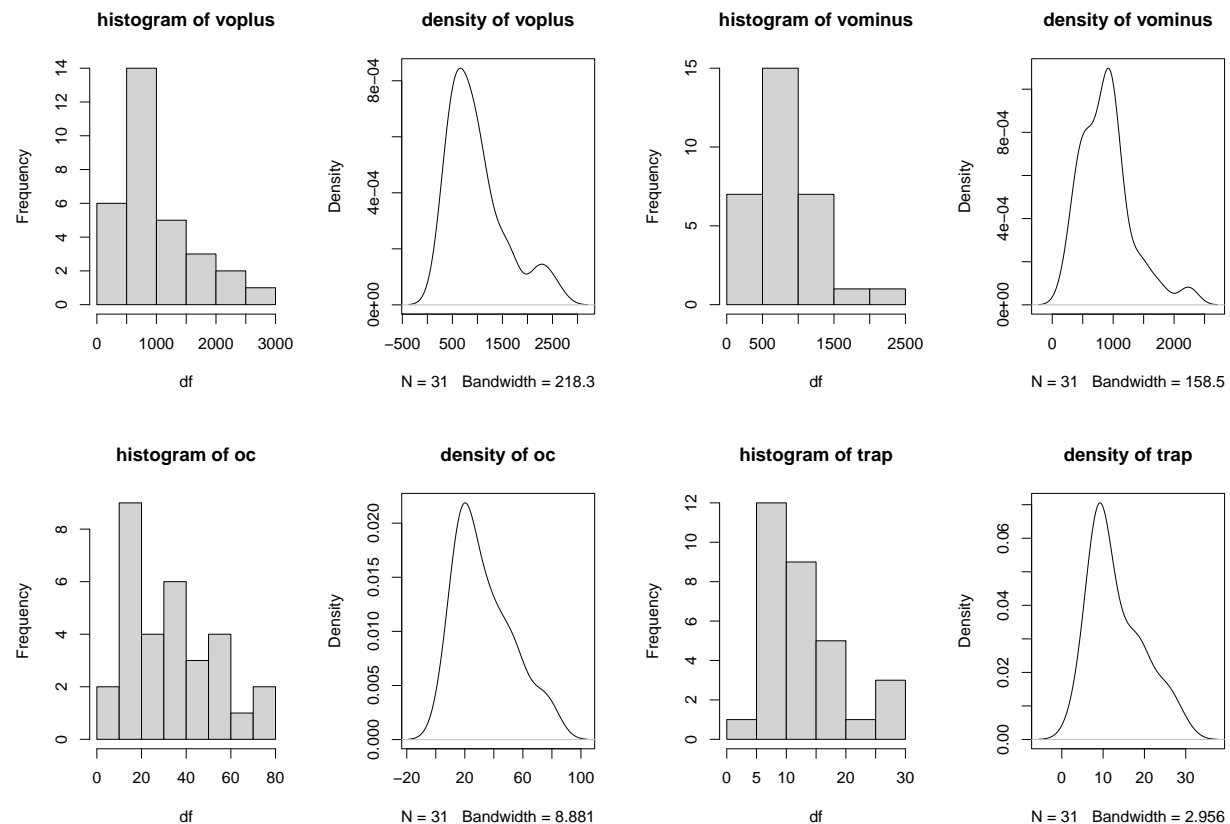 histogram of voplus
Frequency
0 2 4 6 8 10 12 14
0 1000 2000 3000
df
density of voplus
Density
0e+00 4e−04 8e−04
−500 500 1500 2500
N = 31 Bandwidth = 218.3
histogram of vominus
Frequency
0 5 10 15
0 500 1500 2500
df
density of vominus
Density
0e+00 4e−04 8e−04
0 1000 2000
N = 31 Bandwidth = 158.5
histogram of oc
Frequency
0 2 4 6 8
0 20 40 60 80
df
density of oc
Density
0.000 0.005 0.010 0.015 0.020
−20 20 60 100
N = 31 Bandwidth = 8.881
histogram of trap
Frequency
0 2 4 6 8 10 12
0 5 10 20 30
df
density of trap
Density
0.00 0.02 0.04 0.06
0 10 20 30
N = 31 Bandwidth = 2.956